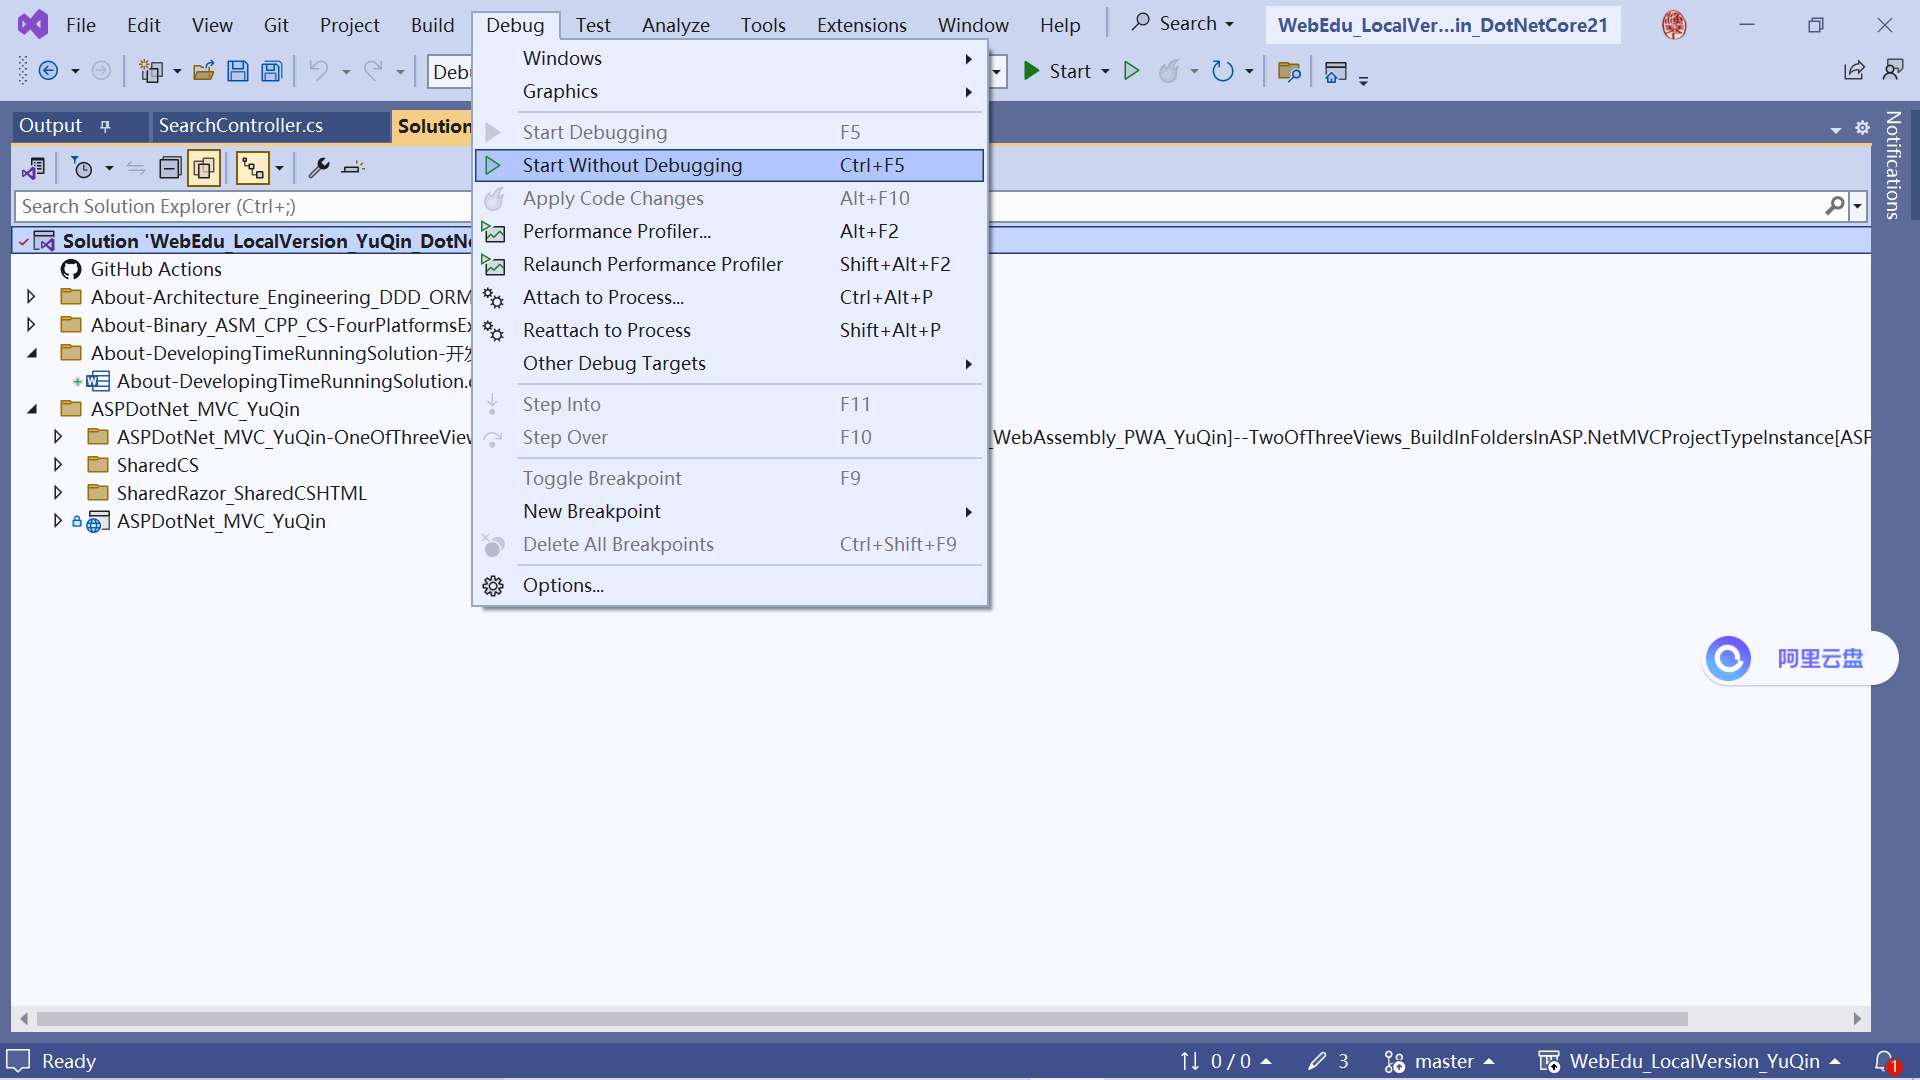 File Edit View Git Project Build Debug Test Analyze Tools Extensions Window Help Search WebEdu_LocalVer...in_DotNetCore21
Start
Output SearchController.cs Solution
Windows
Graphics
Start Debugging F5
Start Without Debugging Ctrl+F5
Apply Code Changes Alt+F10
Performance Profiler... Alt+F2
Relaunch Performance Profiler Shift+Alt+F2
Attach to Process... Ctrl+Alt+P
Reattach to Process Shift+Alt+P
Other Debug Targets
Step Into F11
Step Over F10
Toggle Breakpoint F9
New Breakpoint
Delete All Breakpoints Ctrl+Shift+F9
Options...
Search Solution Explorer (Ctrl+;)
Solution 'WebEdu_LocalVersion_YuQin_DotNe
GitHub Actions
About-Architecture_Engineering_DDD_ORM
About-Binary_ASM_CPP_CS-FourPlatformsEx
About-DevelopingTimeRunningSolution-开发
About-DevelopingTimeRunningSolution.
ASPDotNet_MVC_YuQin
ASPDotNet_MVC_YuQin-OneOfThreeView _WebAssembly_PWA_YuQin]--TwoOfThreeViews_BuildInFoldersInASP.NetMVCProjectTypeInstance[ASP
SharedCS
SharedRazor_SharedCSHTML
ASPDotNet_MVC_YuQin
Notifications
阿里云盘
Ready 0 / 0 3 master WebEdu_LocalVersion_YuQin 1